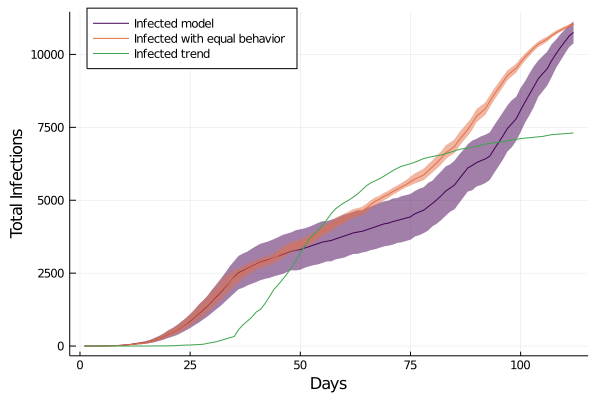 Infected model
Infected with equal behavior
Infected trend
Total Infections
10000
7500
5000
2500
0
0 25 50 75 100
Days